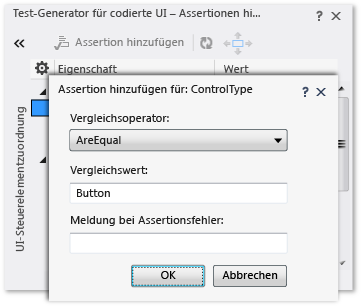 Test-Generator für codierte UI – Assertionen hi...
Assertion hinzufügen
Eigenschaft
Wert
UI-Steuerelementzuordnung
Assertion hinzufügen für: ControlType
Vergleichsoperator:
AreEqual
Vergleichswert:
Button
Meldung bei Assertionsfehler:
OK
Abbrechen